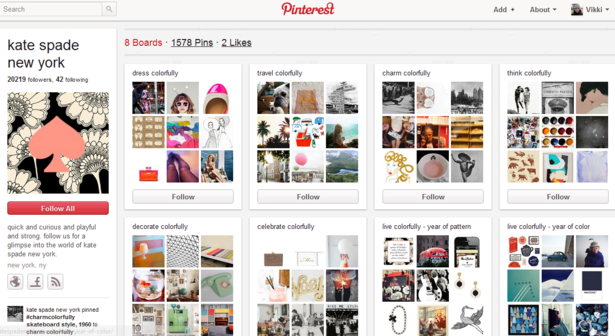 Search
Pinterest
Add +
About
Vikki
kate spade
new york
20219 followers, 42 following
Follow All
quick and curious and playful
and strong. follow us for a
glimpse into the world of kate
spade new york.
new york, ny
kate spade new york pinned
#charmcolorfully
skateboard style, 1960 to
charm colorfully
8 Boards · 1578 Pins · 2 Likes
dress colorfully
Follow
travel colorfully
Follow
charm colorfully
Follow
think colorfully
Follow
decorate colorfully
celebrate colorfully
live colorfully - year of pattern
live colorfully - year of color